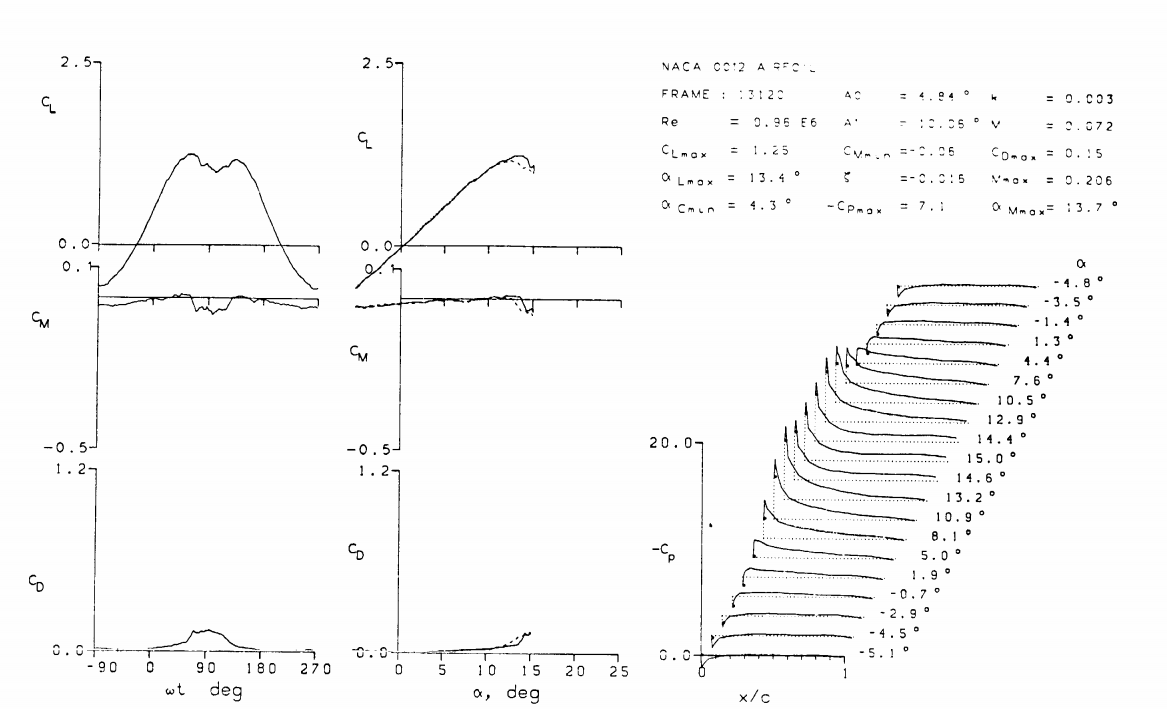 NACA 0012 AIRFOIL
FRAME : 13120 A0 = 4.84 ° k = 0.003
Re = 0.96 E6 A1 = 10.06 ° M = 0.072
CLmax = 1.25 CMmin =-0.06 CDmax = 0.15
αLmax = 13.4 ° ζ =-0.015 Mmax = 0.206
αCmin = 4.3 ° -CPmax = 7.1 αMmax= 13.7 °
2.5
CL
0.0
0.1
CM
-0.5
1.2
CD
0.0
-90 0 90 180 270
ωt deg
2.5
CL
0.0
0.1
CM
-0.5
1.2
CD
0.0
0 5 10 15 20 25
α, deg
α
-4.8 °
-3.5 °
-1.4 °
1.3 °
4.4 °
7.6 °
10.5 °
12.9 °
14.4 °
15.0 °
14.6 °
13.2 °
10.9 °
8.1 °
5.0 °
1.9 °
-0.7 °
-2.9 °
-4.5 °
-5.1 °
20.0
-Cp
0.0
0 1
x/c